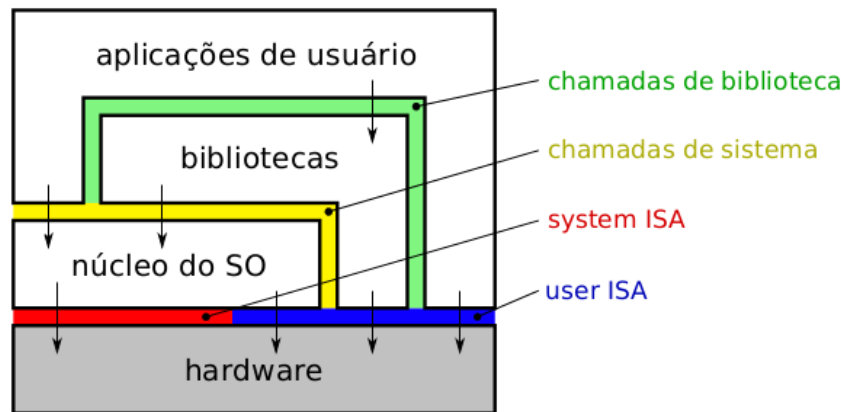 aplicações de usuário
chamadas de biblioteca
bibliotecas
chamadas de sistema
system ISA
núcleo do SO
user ISA
hardware